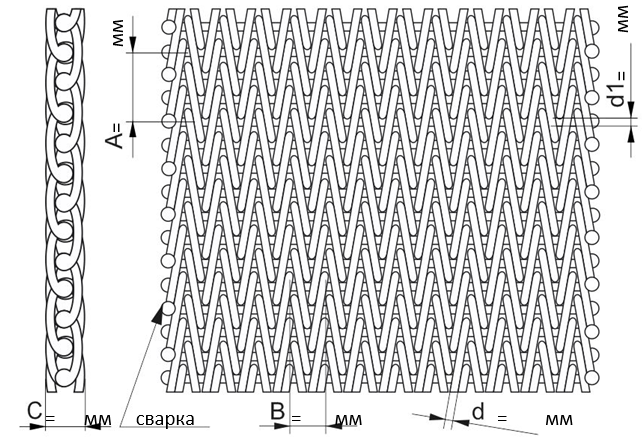 A= мм
d1= мм
C = мм
сварка
B = мм
d = мм